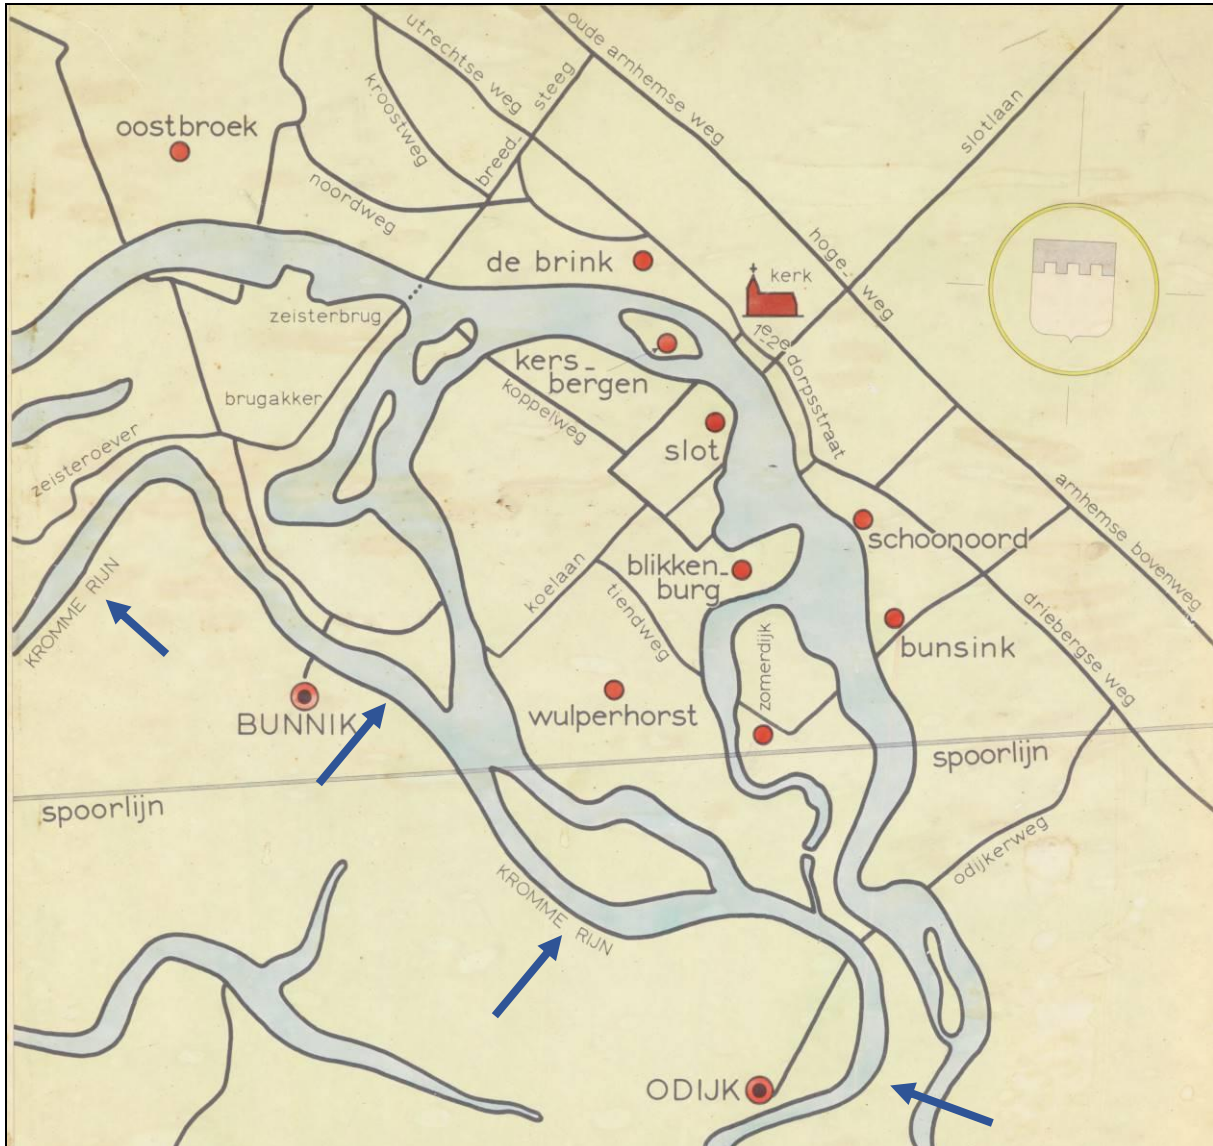 utrechtse weg
oude arnhemse weg
kroostweg
breed-
steeg
slotlaan
oostbroek
noordweg
de brink
kerk
hoge-
weg
zeisterbrug
1e-2e dorpsstraat
kers-
bergen
brugakker
koppelweg
slot
zeisteroever
arnhemse bovenweg
schoonoord
blikken-
burg
koelaan
tiendweg
driebergse weg
KROMME RIJN
zomerdijk
bunsink
BUNNIK
wulperhorst
spoorlijn
spoorlijn
odijkerweg
KROMME RIJN
ODIJK